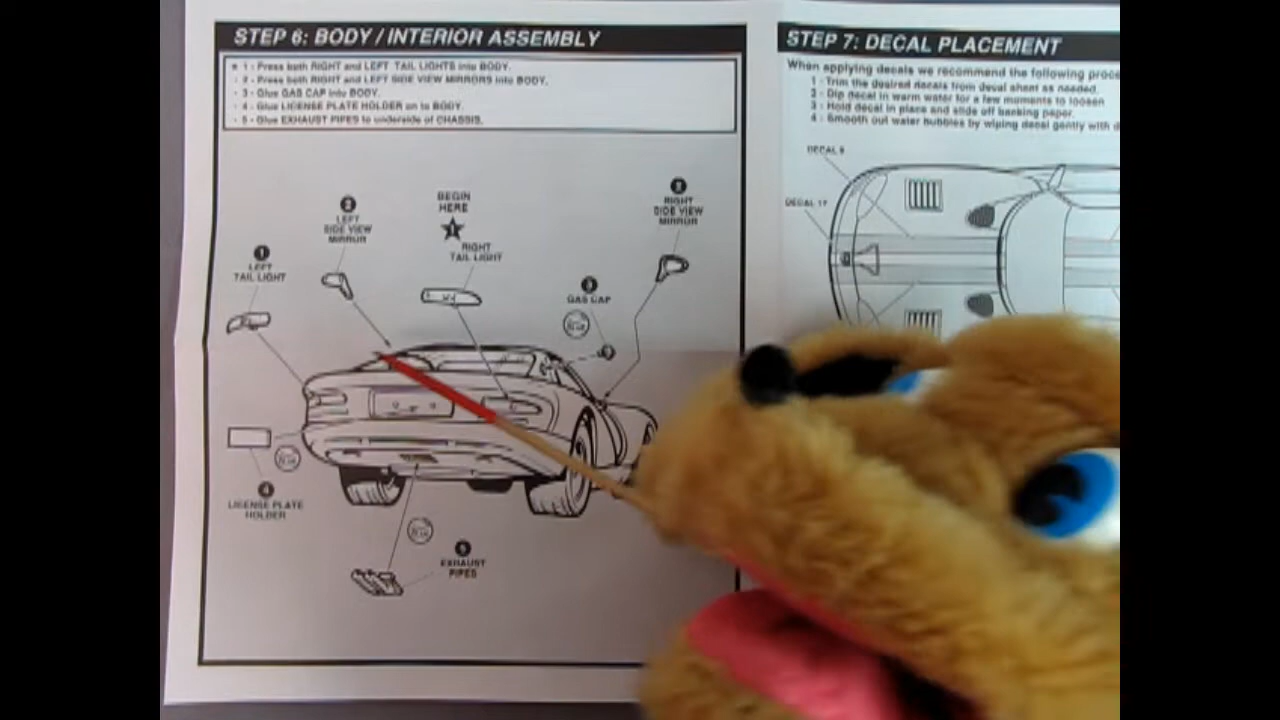 STEP 6: BODY / INTERIOR ASSEMBLY
★ 1 - Press both RIGHT and LEFT TAIL LIGHTS into BODY.
2 - Press both RIGHT and LEFT SIDE VIEW MIRRORS into BODY.
3 - Glue GAS CAP into BODY.
4 - Glue LICENSE PLATE HOLDER on to BODY.
5 - Glue EXHAUST PIPES to underside of CHASSIS.
2
LEFT
SIDE VIEW
MIRROR
BEGIN
HERE
1
RIGHT
TAIL LIGHT
2
RIGHT
SIDE VIEW
MIRROR
1
LEFT
TAIL LIGHT
3
GAS CAP
4
LICENSE PLATE
HOLDER
5
EXHAUST
PIPES
STEP 7: DECAL PLACEMENT
When applying decals we recommend the following
1 - Trim the desired decals from decal sheet as needed.
2 - Dip decal in warm water for a few moments to loosen
3 - Hold decal in place and slide off backing paper.
4 - Smooth out water bubbles by wiping decal gently with
DECAL 9
DECAL 17